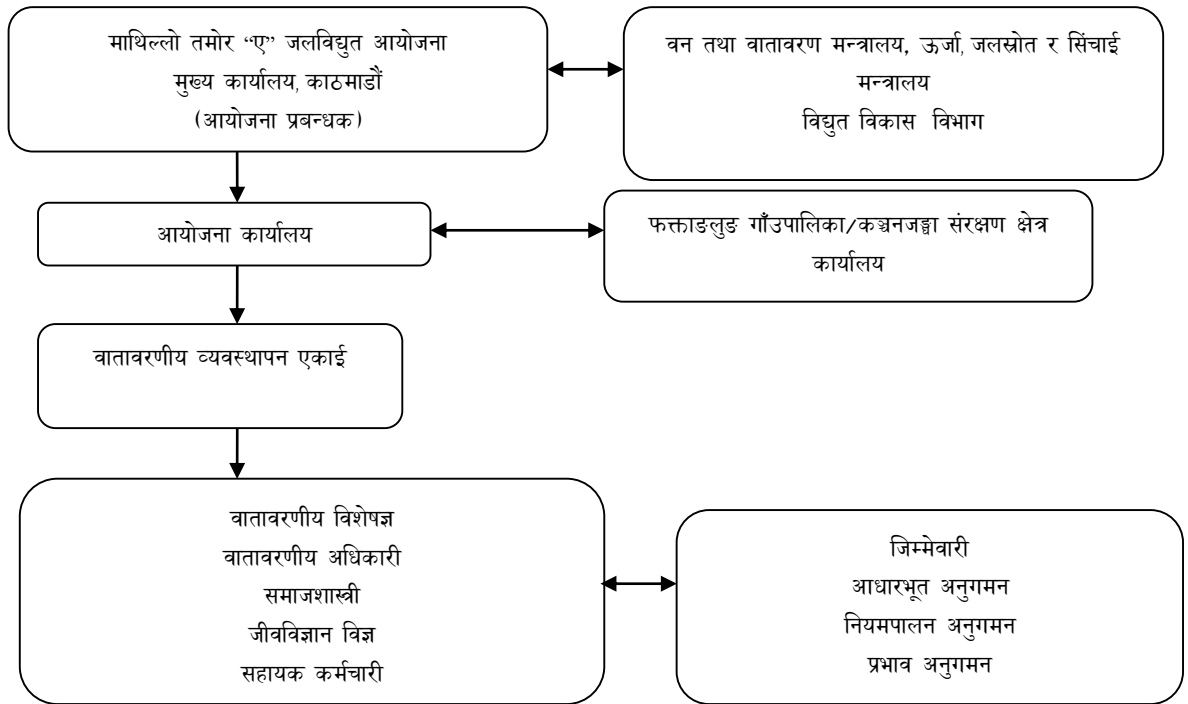 माथिल्लो तमोर “ए” जलविद्युत आयोजना
मुख्य कार्यालय, काठमाडौं
(आयोजना प्रबन्धक)
वन तथा वातावरण मन्त्रालय, ऊर्जा, जलस्रोत र सिंचाई
मन्त्रालय
विद्युत विकास विभाग
आयोजना कार्यालय
फक्ताङलुङ गाँउपालिका/कञ्चनजङ्घा संरक्षण क्षेत्र
कार्यालय
वातावरणीय व्यवस्थापन एकाई
वातावरणीय विशेषज्ञ
वातावरणीय अधिकारी
समाजशास्त्री
जीवविज्ञान विज्ञ
सहायक कर्मचारी
जिम्मेवारी
आधारभूत अनुगमन
नियमपालन अनुगमन
प्रभाव अनुगमन